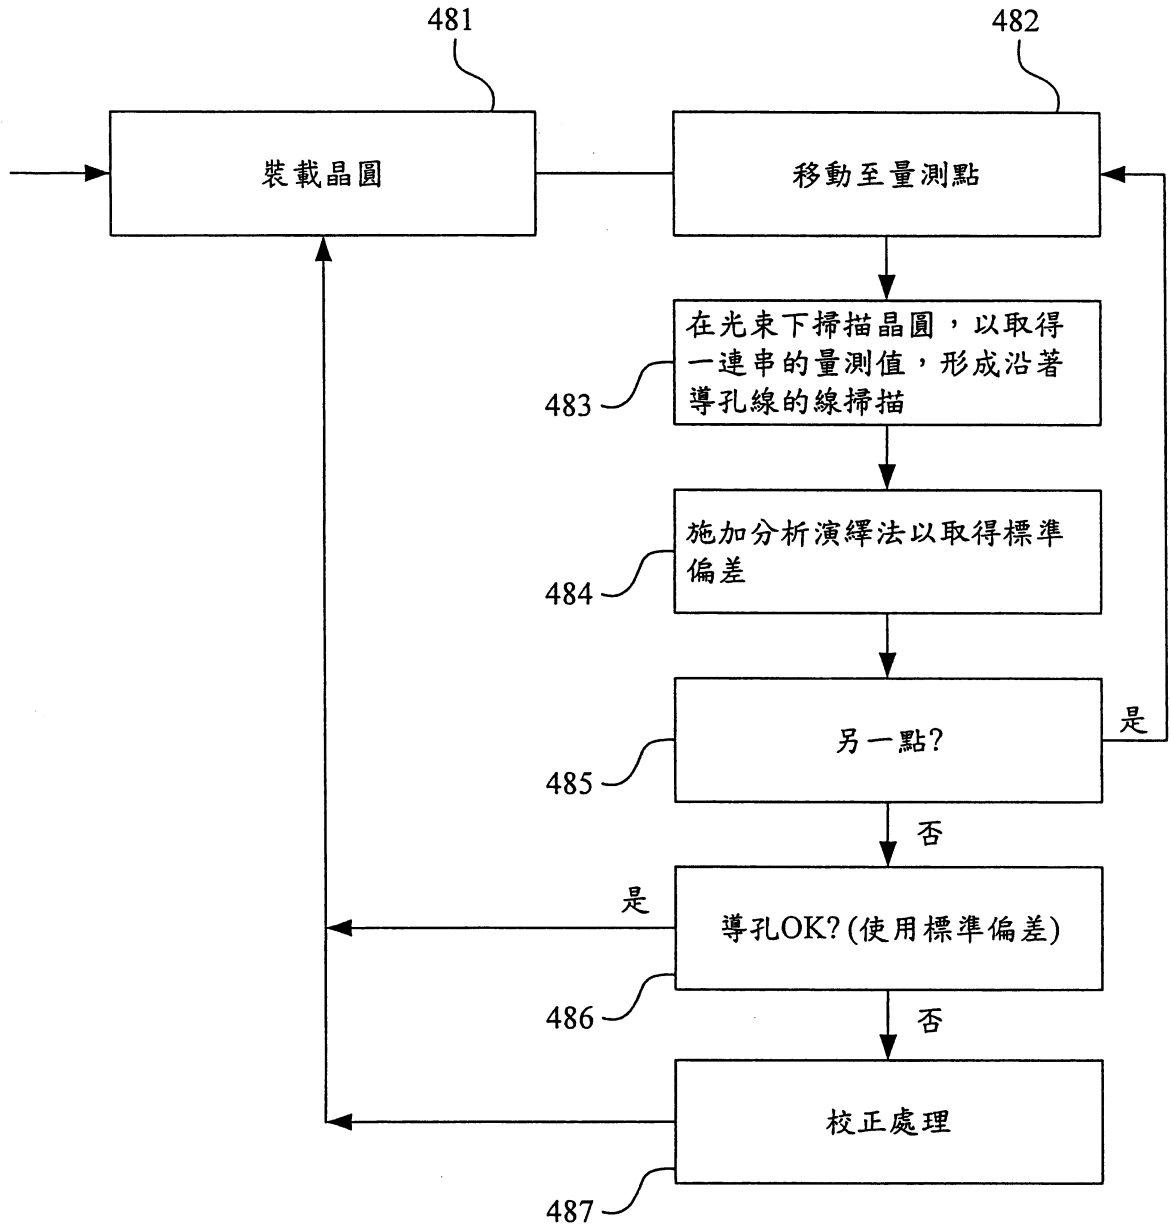 481
482
裝載晶圓
移動至量測點
在光束下掃描晶圓,以取得
一連串的量測值,形成沿著
導孔線的線掃描
483
施加分析演繹法以取得標準
偏差
484
另一點?
是
485
否
是
導孔OK?(使用標準偏差)
486
否
校正處理
487